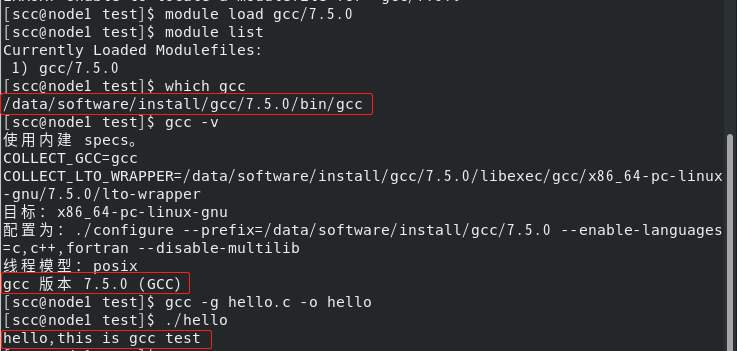 [scc@node1 test]$ module load gcc/7.5.0
[scc@node1 test]$ module list
Currently Loaded Modulefiles:
 1) gcc/7.5.0
[scc@node1 test]$ which gcc
/data/software/install/gcc/7.5.0/bin/gcc
[scc@node1 test]$ gcc -v
使用内建 specs。
COLLECT_GCC=gcc
COLLECT_LTO_WRAPPER=/data/software/install/gcc/7.5.0/libexec/gcc/x86_64-pc-linux
-gnu/7.5.0/lto-wrapper
目标：x86_64-pc-linux-gnu
配置为：./configure --prefix=/data/software/install/gcc/7.5.0 --enable-languages
=c,c++,fortran --disable-multilib
线程模型：posix
gcc 版本 7.5.0 (GCC)
[scc@node1 test]$ gcc -g hello.c -o hello
[scc@node1 test]$ ./hello
hello,this is gcc test